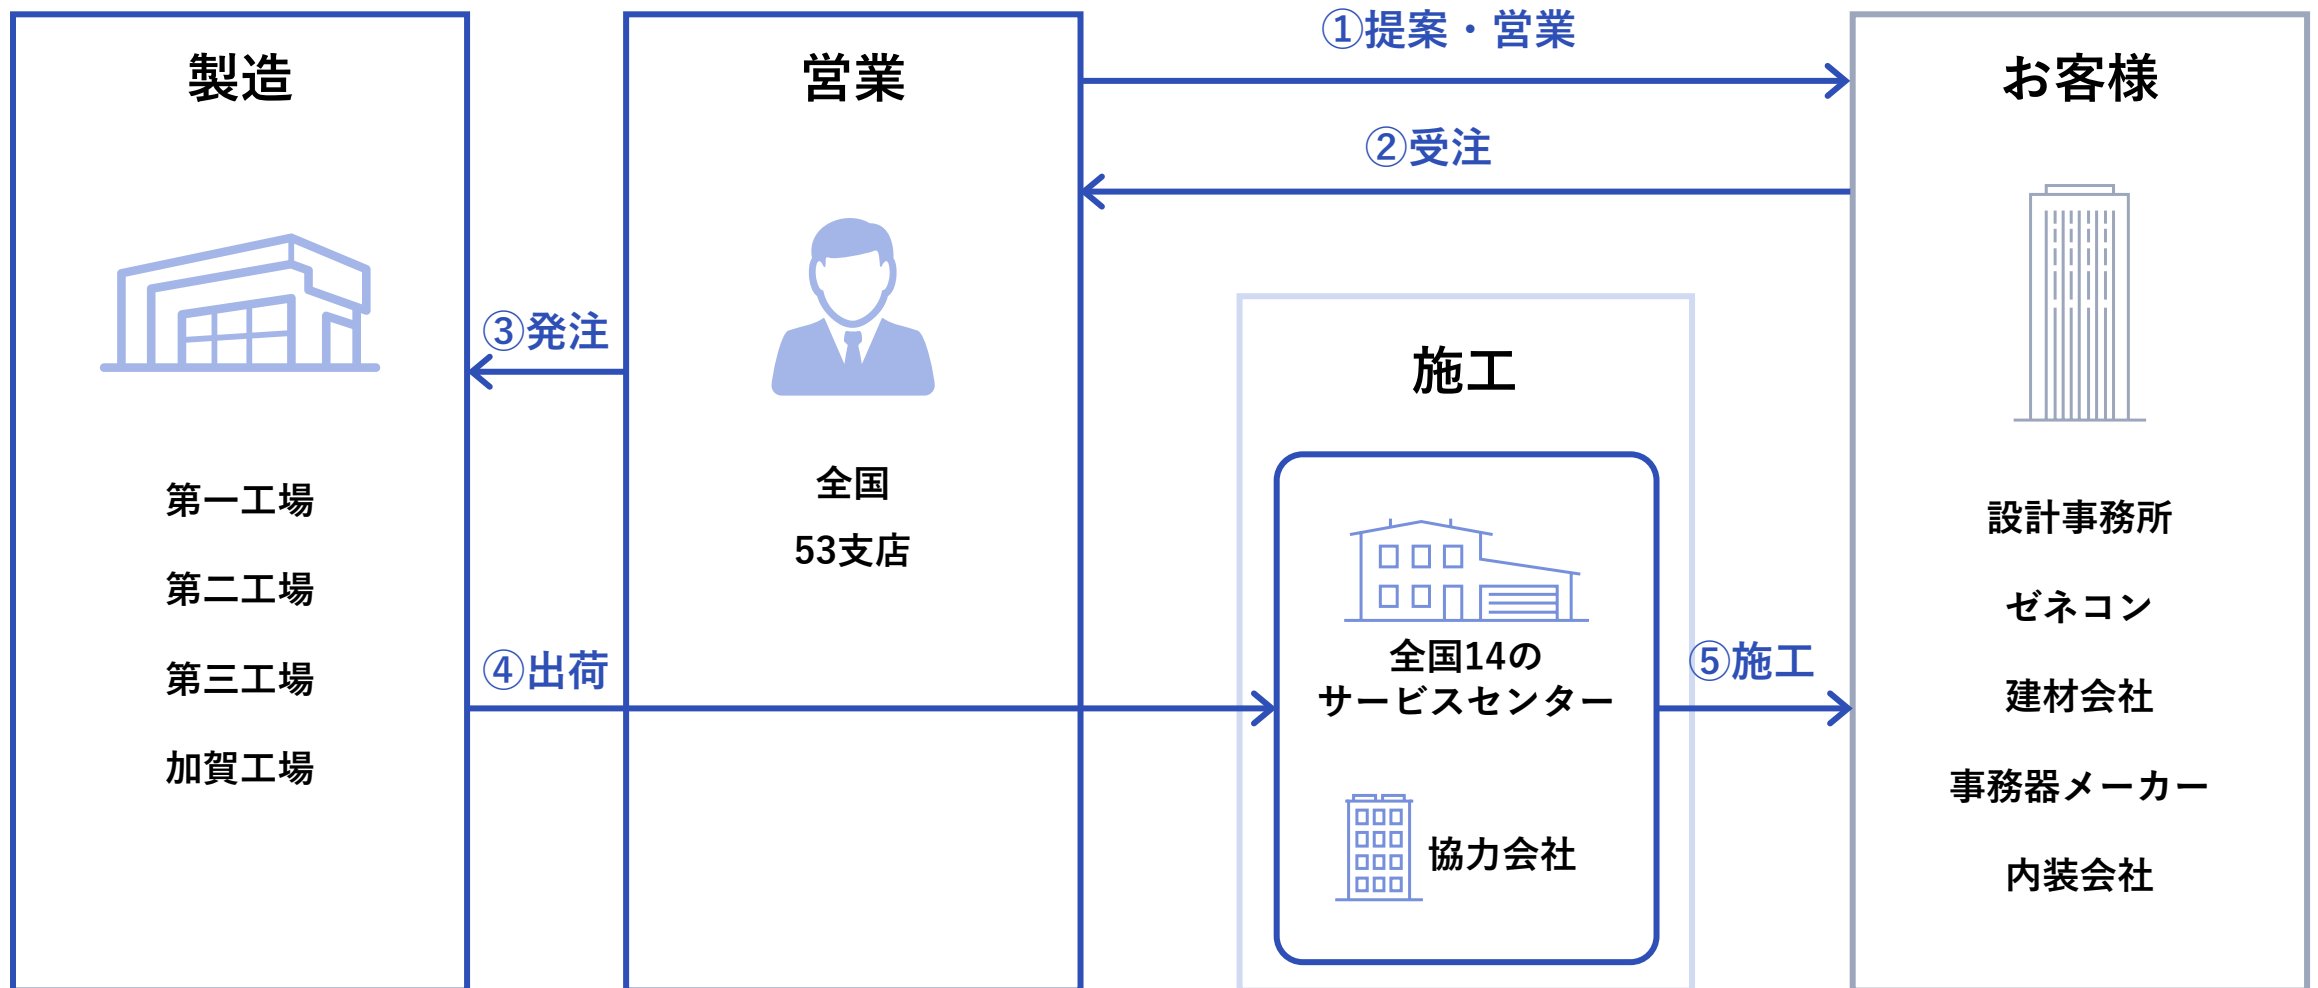 製造
第一工場
第二工場
第三工場
加賀工場
③発注
④出荷
営業
全国
53支店
①提案・営業
②受注
施工
全国14の
サービスセンター
協力会社
⑤施工
お客様
設計事務所
ゼネコン
建材会社
事務器メーカー
内装会社